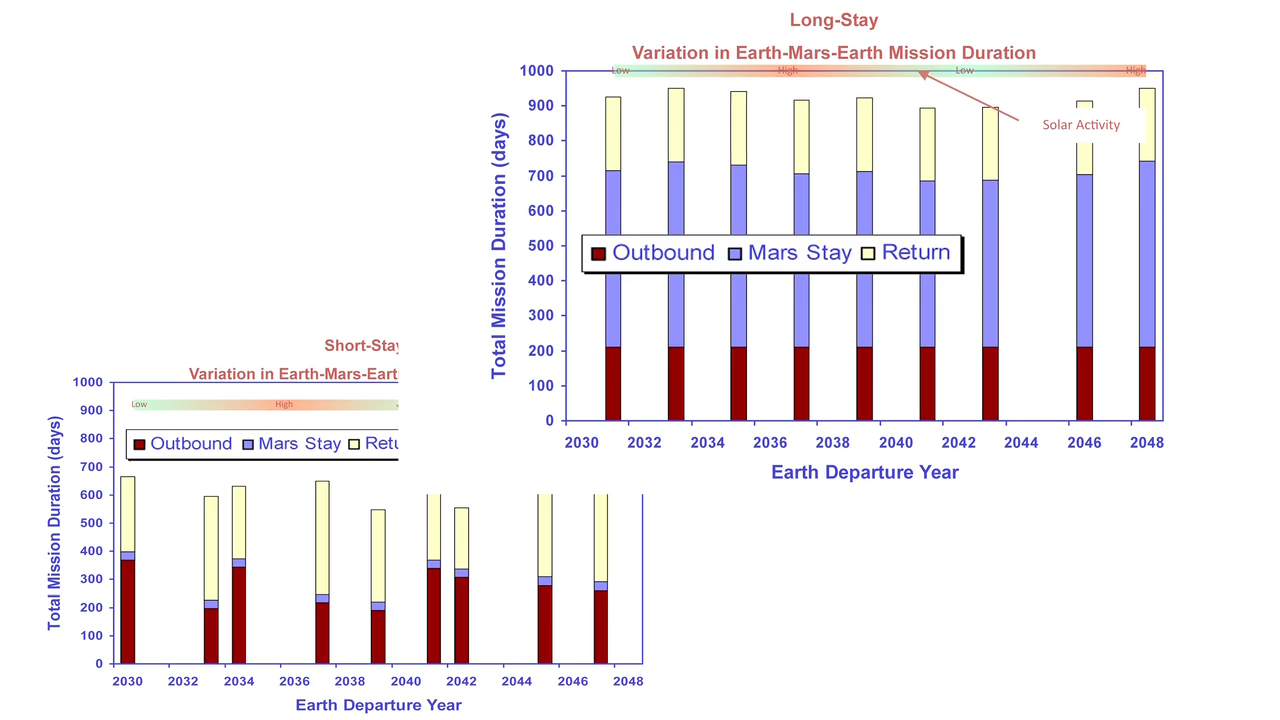 Long-Stay
Variation in Earth-Mars-Earth Mission Duration
Low High Low High
Solar Activity
Total Mission Duration (days)
1000
900
800
700
600
500
400
300
200
100
0
Outbound Mars Stay Return
2030 2032 2034 2036 2038 2040 2042 2044 2046 2048
Earth Departure Year
Short-Stay
Variation in Earth-Mars-Eart
Low High
Total Mission Duration (days)
1000
900
800
700
600
500
400
300
200
100
0
Outbound Mars Stay Retu
2030 2032 2034 2036 2038 2040 2042 2044 2046 2048
Earth Departure Year